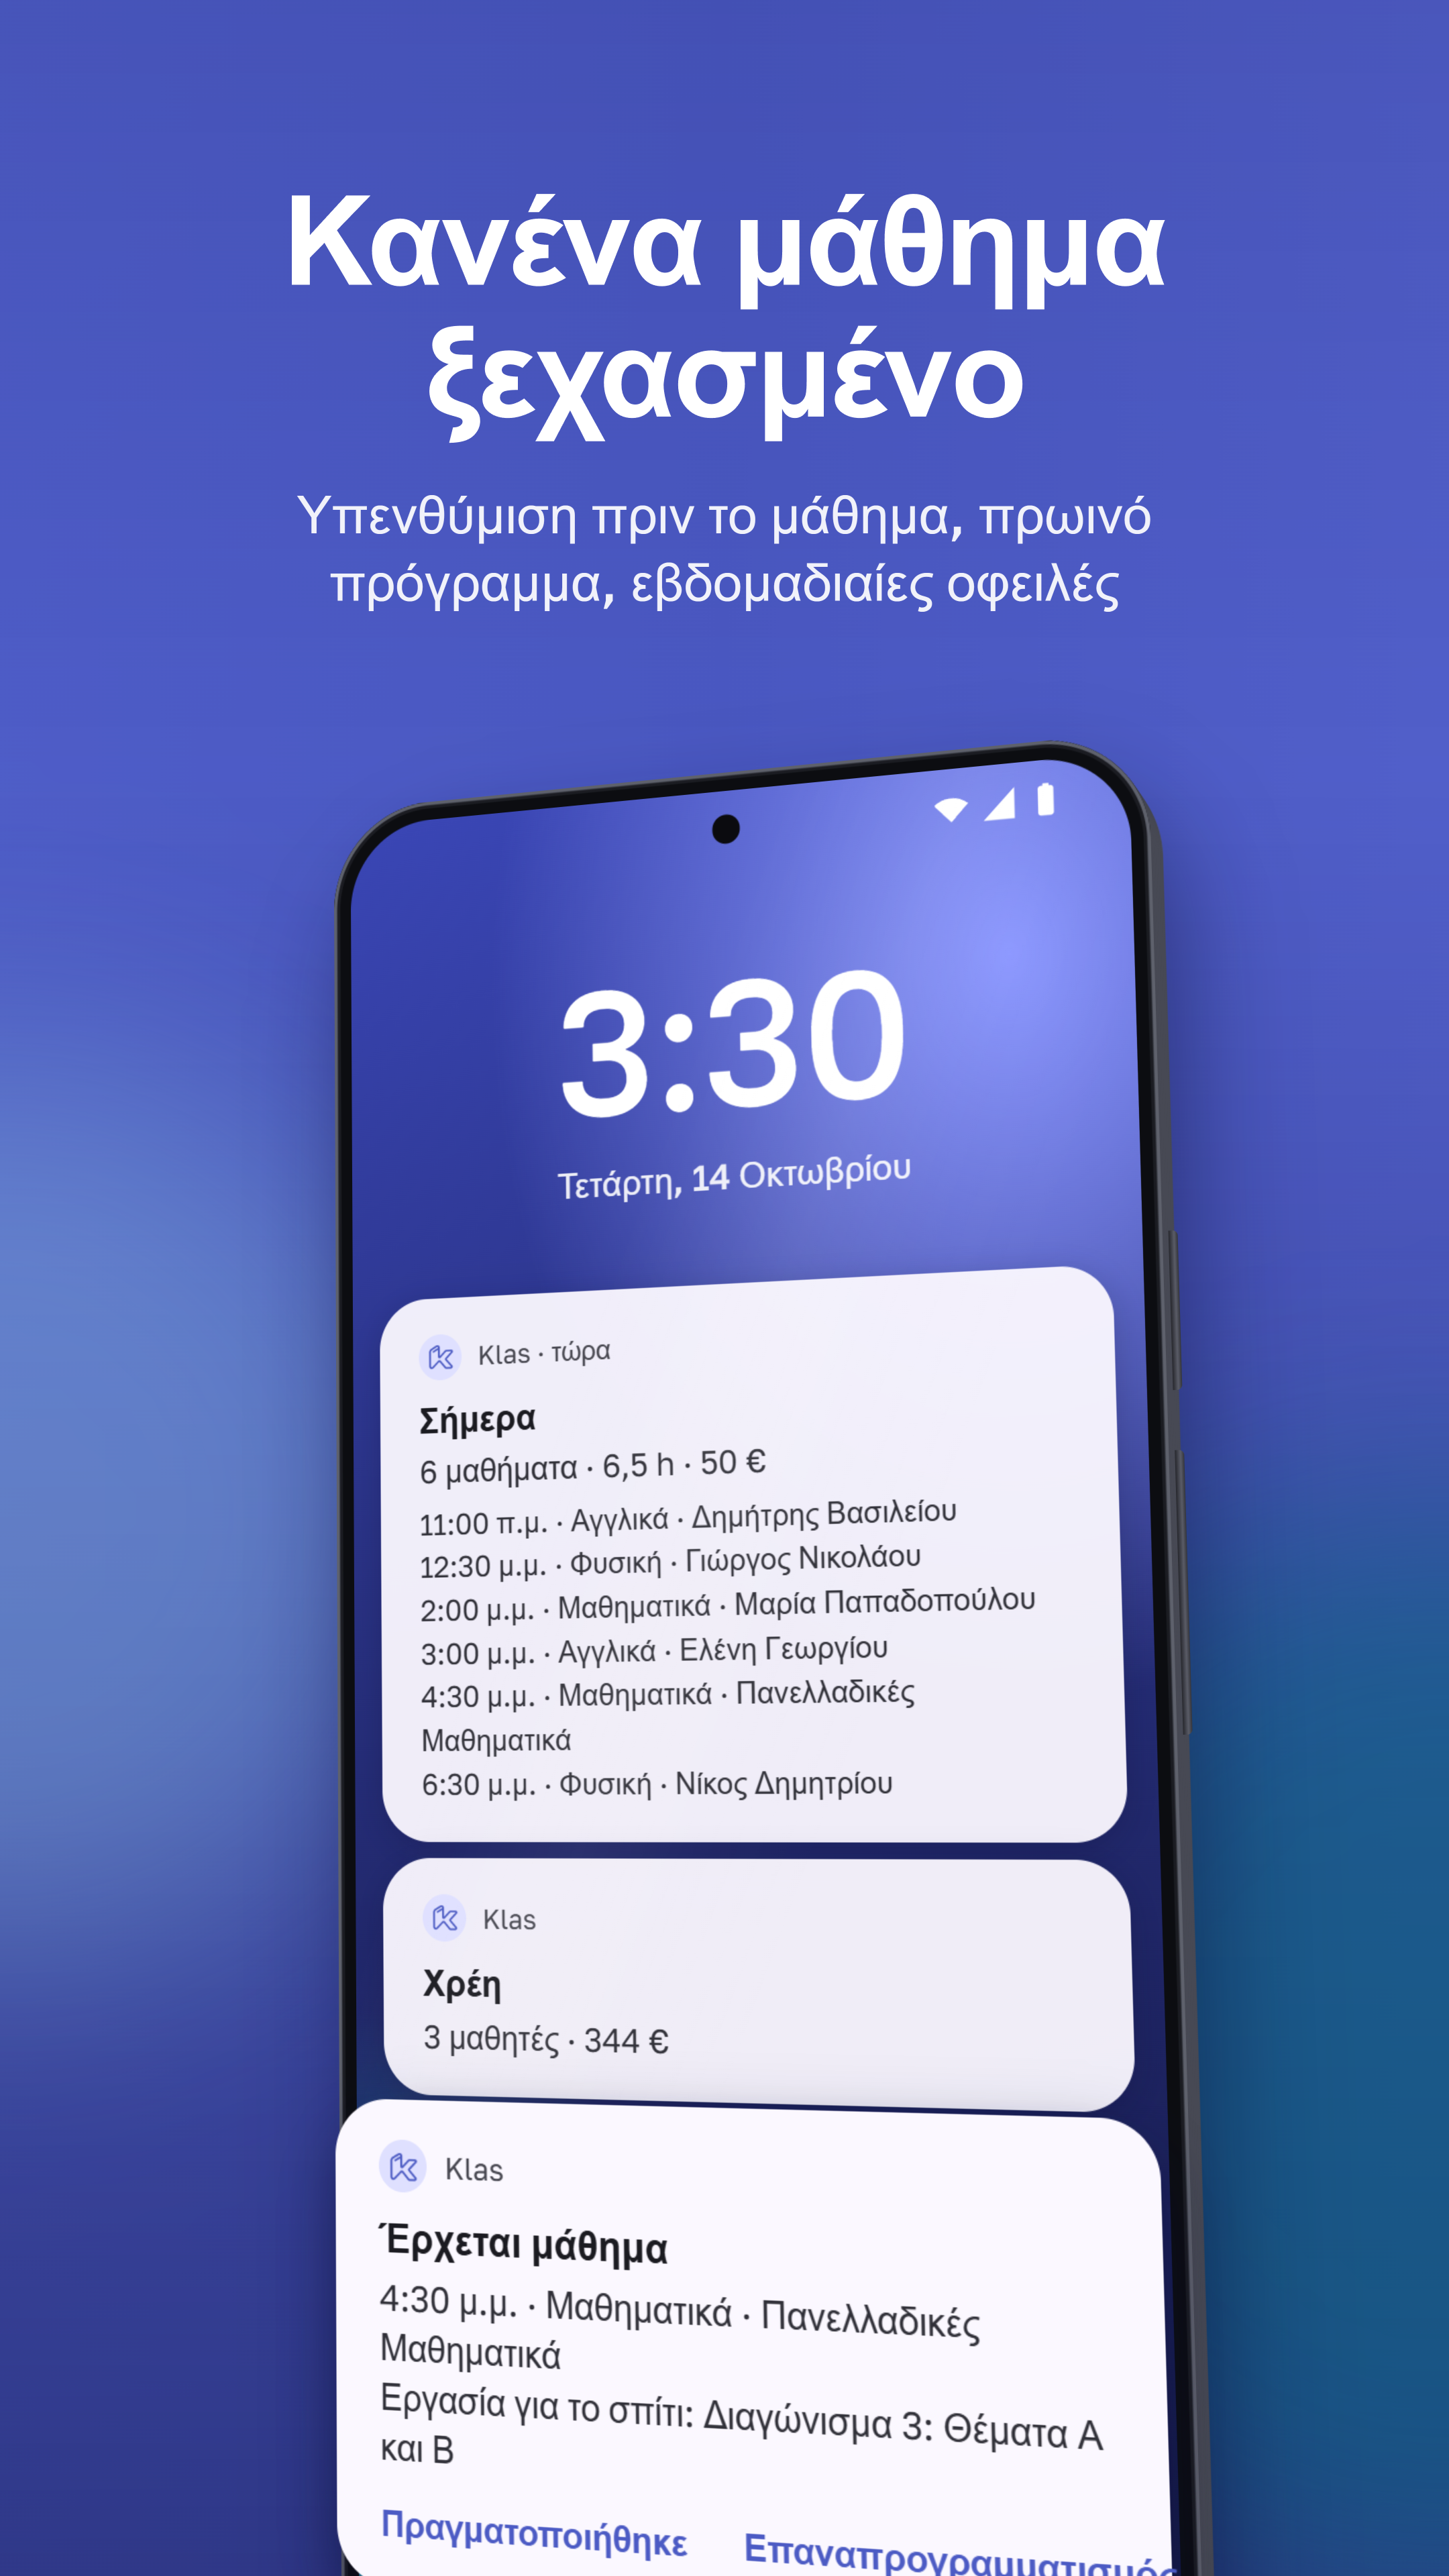 Κανένα μάθημα
ξεχασμένο
Υπενθύμιση πριν το μάθημα, πρωινό
πρόγραμμα, εβδομαδιαίες οφειλές
3:30
Τετάρτη, 14 Οκτωβρίου
Klas · τώρα
Σήμερα
6 μαθήματα · 6,5 h · 50 €
11:00 π.μ. · Αγγλικά · Δημήτρης Βασιλείου
12:30 μ.μ. · Φυσική · Γιώργος Νικολάου
2:00 μ.μ. · Μαθηματικά · Μαρία Παπαδοπούλου
3:00 μ.μ. · Αγγλικά · Ελένη Γεωργίου
4:30 μ.μ. · Μαθηματικά · Πανελλαδικές
Μαθηματικά
6:30 μ.μ. · Φυσική · Νίκος Δημητρίου
Klas
Χρέη
3 μαθητές · 344 €
Klas
Έρχεται μάθημα
4:30 μ.μ. · Μαθηματικά · Πανελλαδικές
Μαθηματικά
Εργασία για το σπίτι: Διαγώνισμα 3: Θέματα Α
και Β
Πραγματοποιήθηκε Επαναπρογραμματισμός